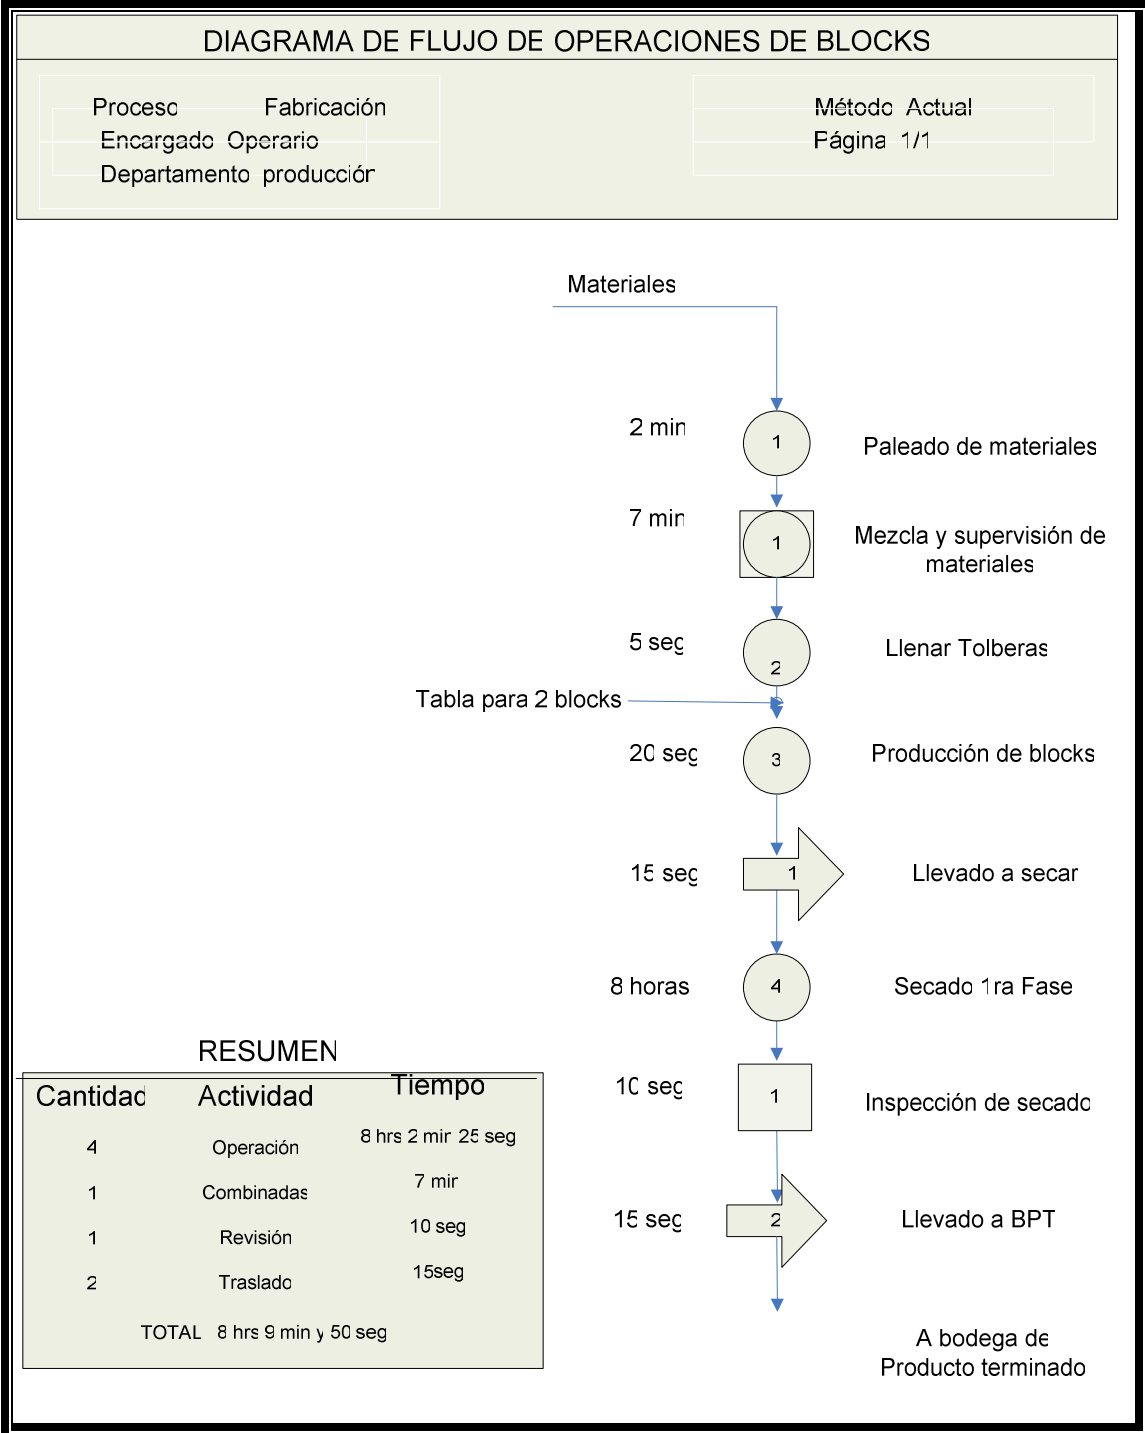 DIAGRAMA DE FLUJO DE OPERACIONES DE BLOCKS
Proceso Fabricación
Encargado Operario
Departamento producción
Método Actual
Página 1/1
Materiales
2 min
1
Paleado de materiales
7 min
1
Mezcla y supervisión de
materiales
5 seg
2
Llenar Tolberas
Tabla para 2 blocks
20 seg
3
Producción de blocks
15 seg
1
Llevado a secar
8 horas
4
Secado 1ra Fase
10 seg
1
Inspección de secado
15 seg
2
Llevado a BPT
A bodega de
Producto terminado
RESUMEN
Cantidad Actividad Tiempo
4 Operación 8 hrs 2 min 25 seg
1 Combinadas 7 min
1 Revisión 10 seg
2 Traslado 15seg
TOTAL 8 hrs 9 min y 50 seg